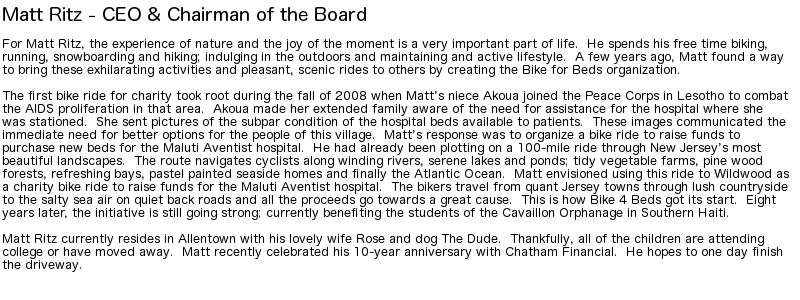 Matt Ritz - CEO & Chairman of the Board
For Matt Ritz, the experience of nature and the joy of the moment is a very important part of life.  He spends his free time biking,
running, snowboarding and hiking; indulging in the outdoors and maintaining and active lifestyle.  A few years ago, Matt found a way
to bring these exhilarating activities and pleasant, scenic rides to others by creating the Bike for Beds organization.
The first bike ride for charity took root during the fall of 2008 when Matt's niece Akoua joined the Peace Corps in Lesotho to combat
the AIDS proliferation in that area.  Akoua made her extended family aware of the need for assistance for the hospital where she
was stationed.  She sent pictures of the subpar condition of the hospital beds available to patients.  These images communicated the
immediate need for better options for the people of this village.  Matt's response was to organize a bike ride to raise funds to
purchase new beds for the Maluti Aventist hospital.  He had already been plotting on a 100-mile ride through New Jersey's most
beautiful landscapes.  The route navigates cyclists along winding rivers, serene lakes and ponds; tidy vegetable farms, pine wood
forests, refreshing bays, pastel painted seaside homes and finally the Atlantic Ocean.  Matt envisioned using this ride to Wildwood as
a charity bike ride to raise funds for the Maluti Aventist hospital.  The bikers travel from quant Jersey towns through lush countryside
to the salty sea air on quiet back roads and all the proceeds go towards a great cause.  This is how Bike 4 Beds got its start.  Eight
years later, the initiative is still going strong; currently benefiting the students of the Cavaillon Orphanage in Southern Haiti.
Matt Ritz currently resides in Allentown with his lovely wife Rose and dog The Dude.  Thankfully, all of the children are attending
college or have moved away.  Matt recently celebrated his 10-year anniversary with Chatham Financial.  He hopes to one day finish
the driveway.